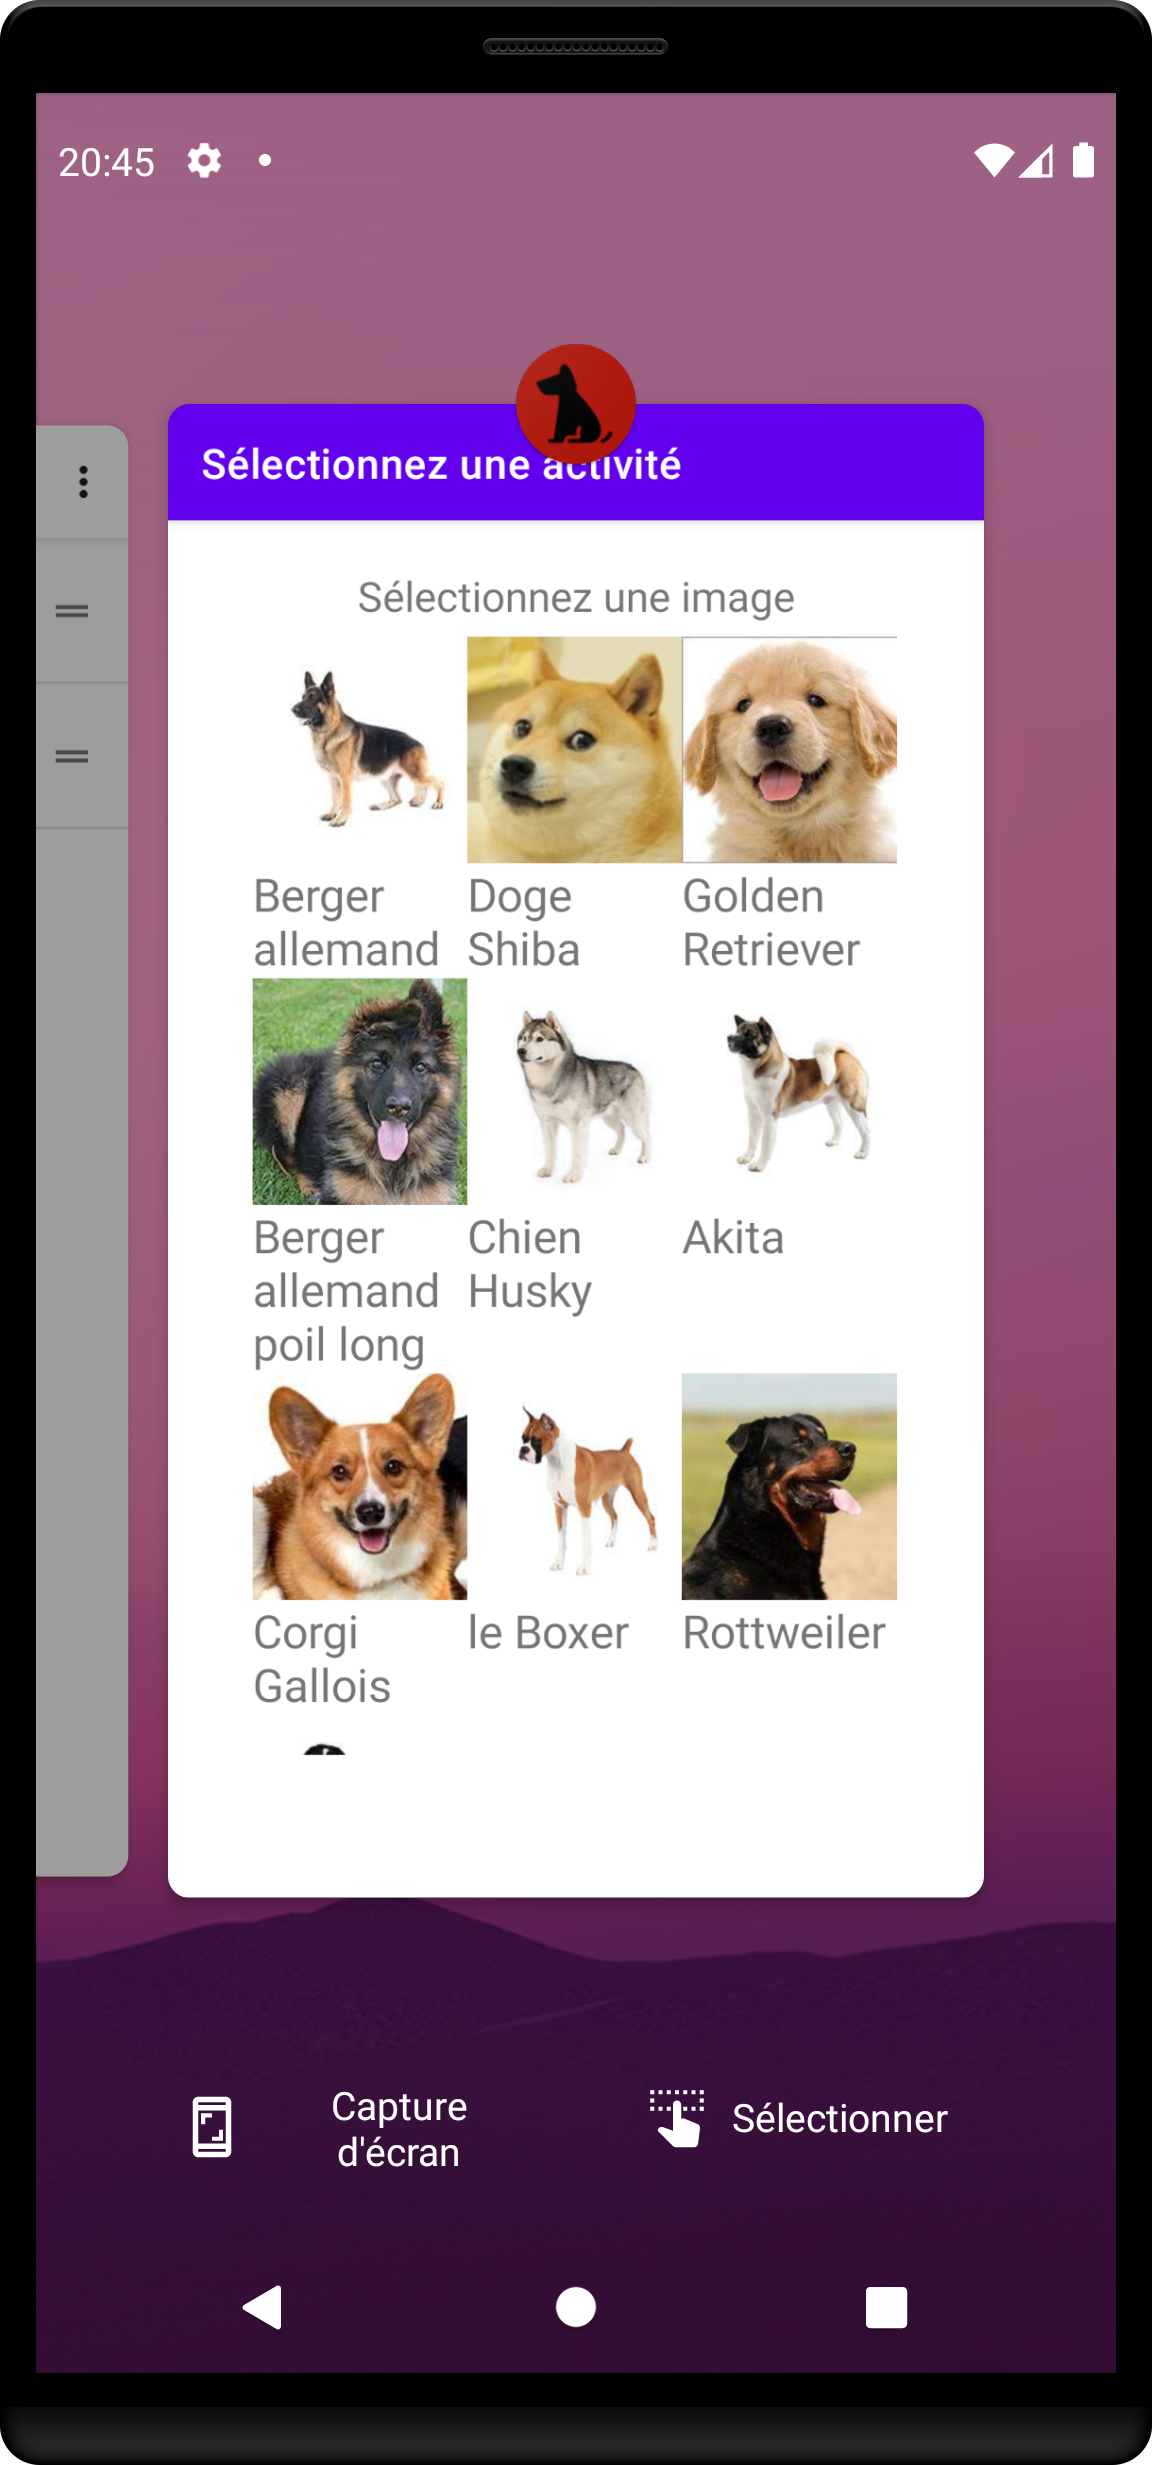 20:45
Sélectionnez une activité
Sélectionnez une image
Berger
allemand
Doge
Shiba
Golden
Retriever
Berger
allemand
poil long
Chien
Husky
Akita
Corgi
Gallois
le Boxer
Rottweiler
Capture
d'écran
Sélectionner